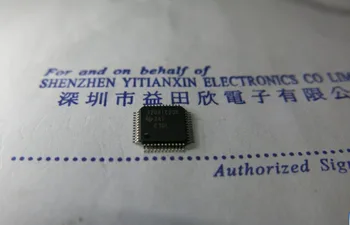 For and on behalf of
SHENZHEN YITIANXIN ELECTRONICS CO LIM
深圳市益田欣電子有限公
Authorized Signa